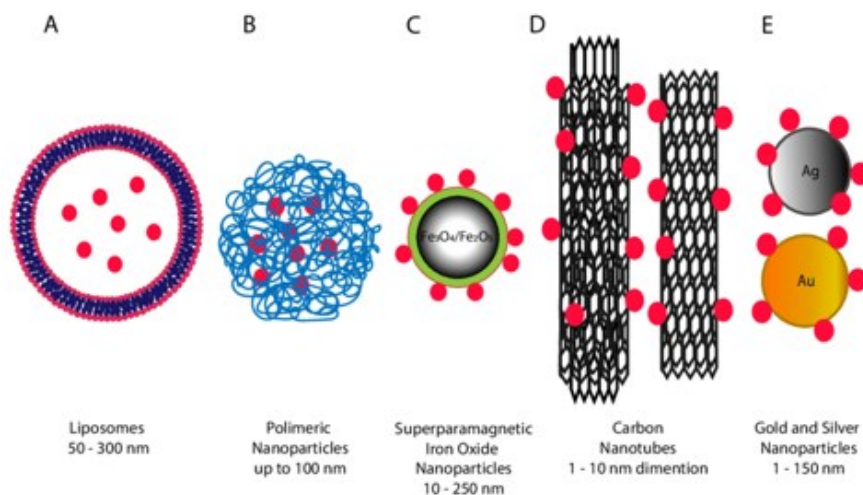 A
B
C
D
E
Fe₃O₄/Fe₂O₃
Ag
Au
Liposomes
50 - 300 nm
Polimeric
Nanoparticles
up to 100 nm
Superparamagnetic
Iron Oxide
Nanoparticles
10 - 250 nm
Carbon
Nanotubes
1 - 10 nm dimention
Gold and Silver
Nanoparticles
1 - 150 nm